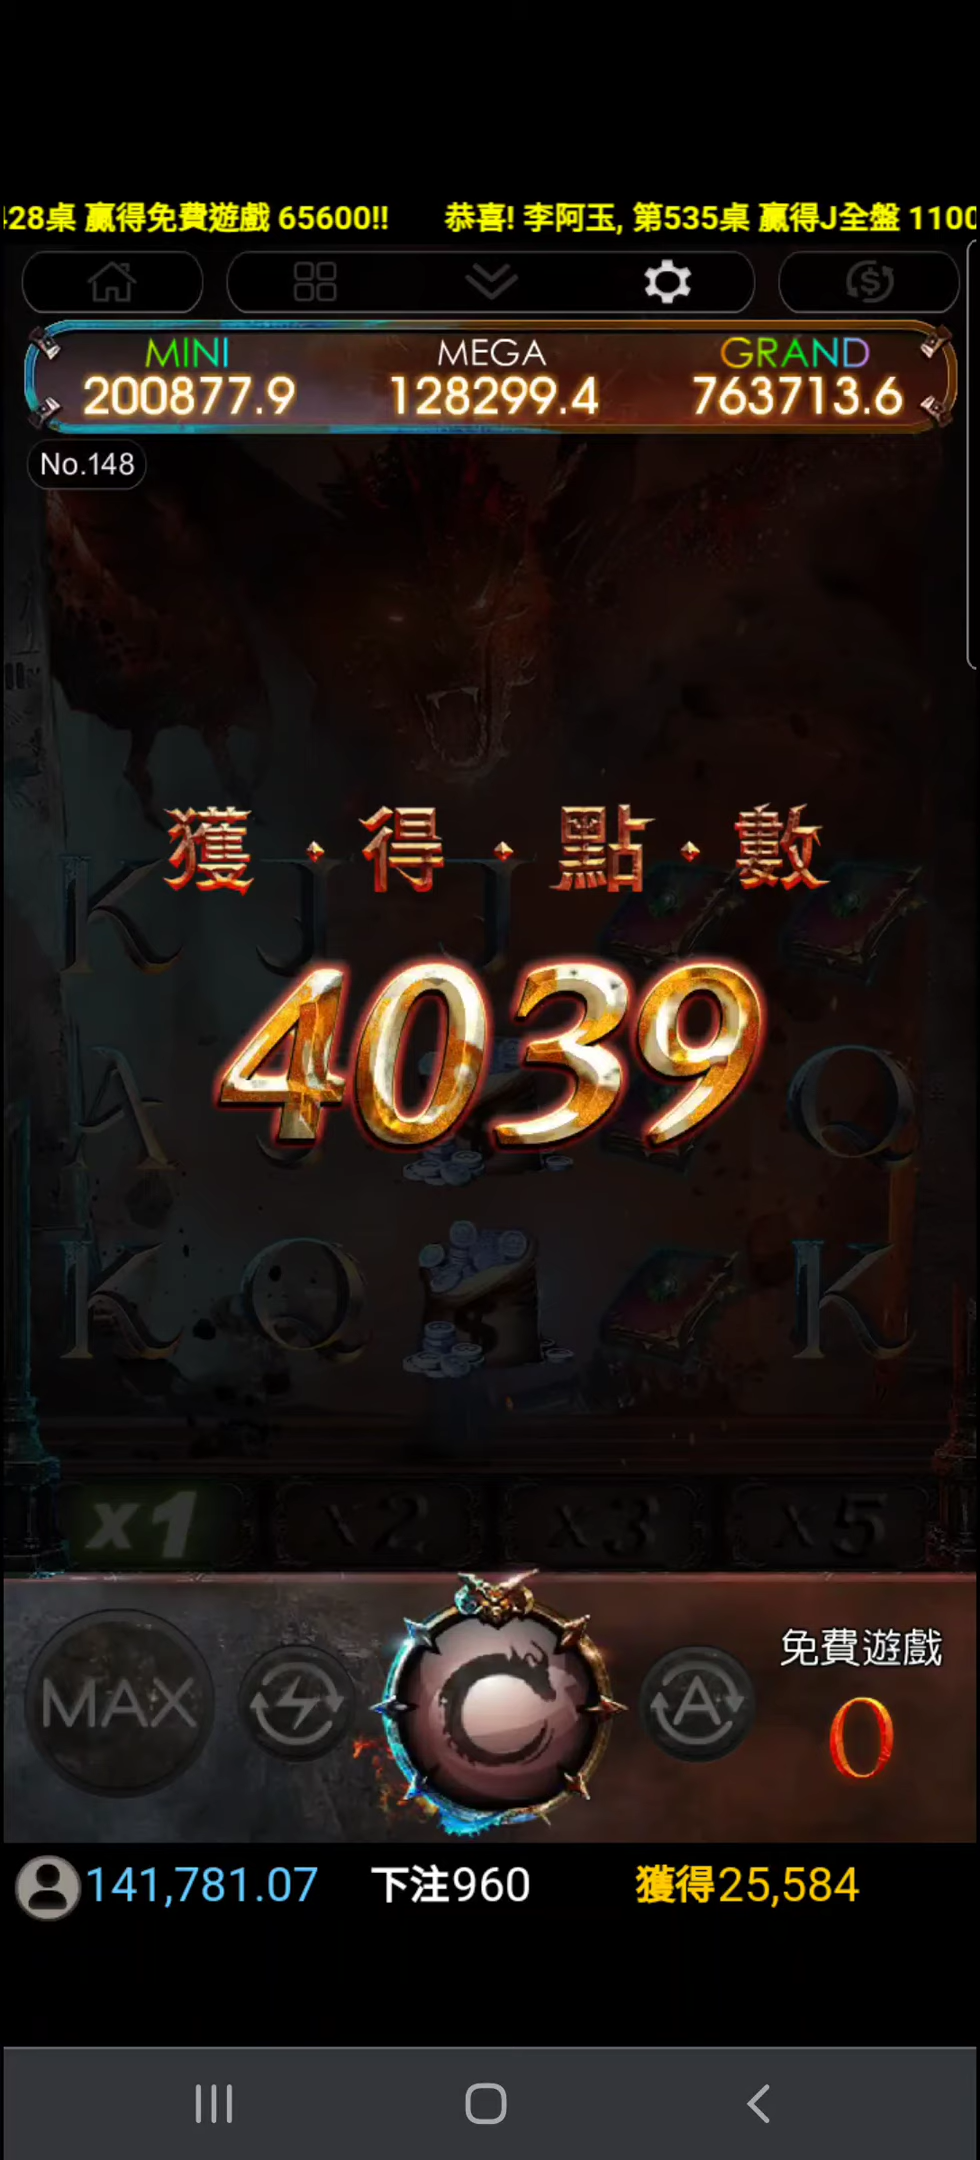 428桌 贏得免費遊戲 65600!! 恭喜! 李阿玉, 第535桌 贏得J全盤 1100
MINI MEGA GRAND
200877.9 128299.4 763713.6
No.148
獲·得·點·數
4039
K J J
A Q
K Q K
x1 x2 x3 x5
MAX A 免費遊戲
0
141,781.07 下注960 獲得25,584